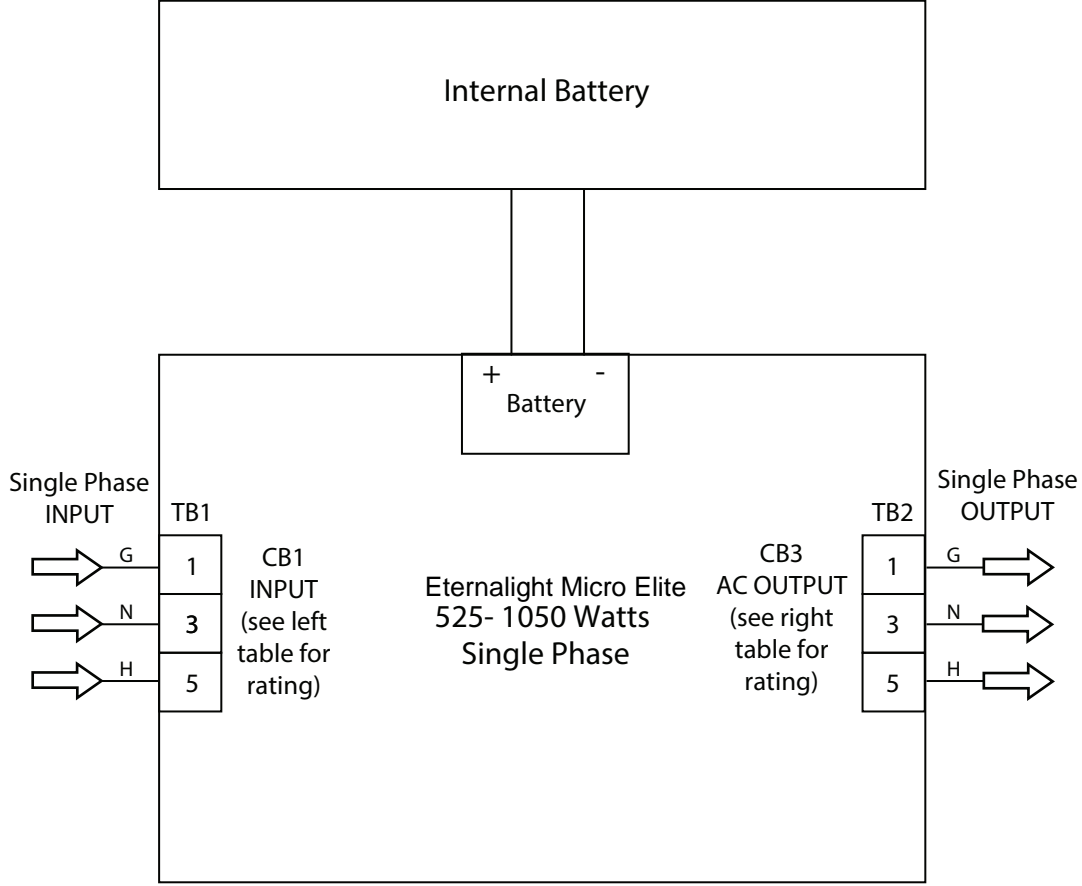 Internal Battery
+ -
Battery
Single Phase
INPUT
TB1
G
1
N
3
H
5
CB1
INPUT
(see left
table for
rating)
Eternalight Micro Elite
525- 1050 Watts
Single Phase
CB3
AC OUTPUT
(see right
table for
rating)
TB2
1
G
3
N
5
H
Single Phase
OUTPUT